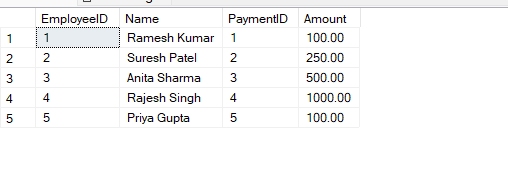 EmployeeID Name PaymentID Amount
1 1 Ramesh Kumar 1 100.00
2 2 Suresh Patel 2 250.00
3 3 Anita Sharma 3 500.00
4 4 Rajesh Singh 4 1000.00
5 5 Priya Gupta 5 100.00